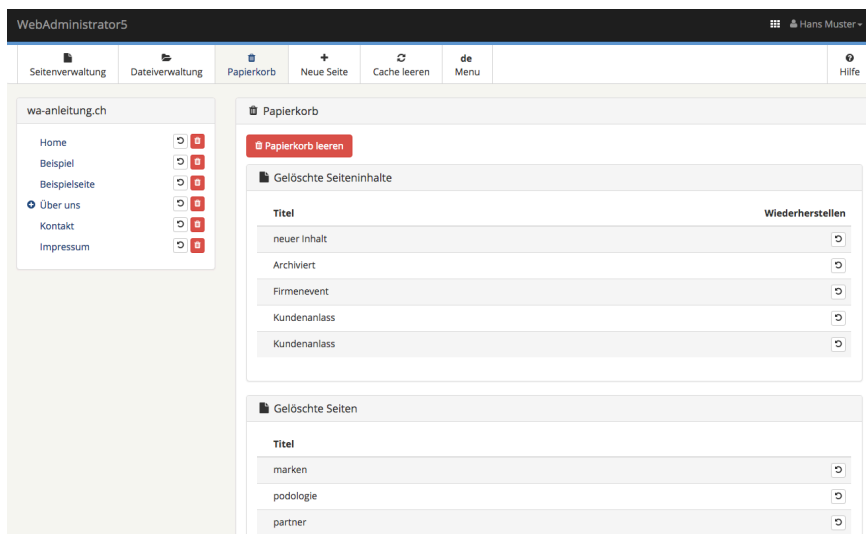 WebAdministrator5
Hans Muster
Seitenverwaltung
Dateiverwaltung
Papierkorb
Neue Seite
Cache leeren
de
Menu
Hilfe
wa-anleitung.ch
Home
Beispiel
Beispielseite
Über uns
Kontakt
Impressum
Papierkorb
Papierkorb leeren
Gelöschte Seiteninhalte
Titel Wiederherstellen
neuer Inhalt
Archiviert
Firmenevent
Kundenanlass
Kundenanlass
Gelöschte Seiten
Titel
marken
podologie
partner